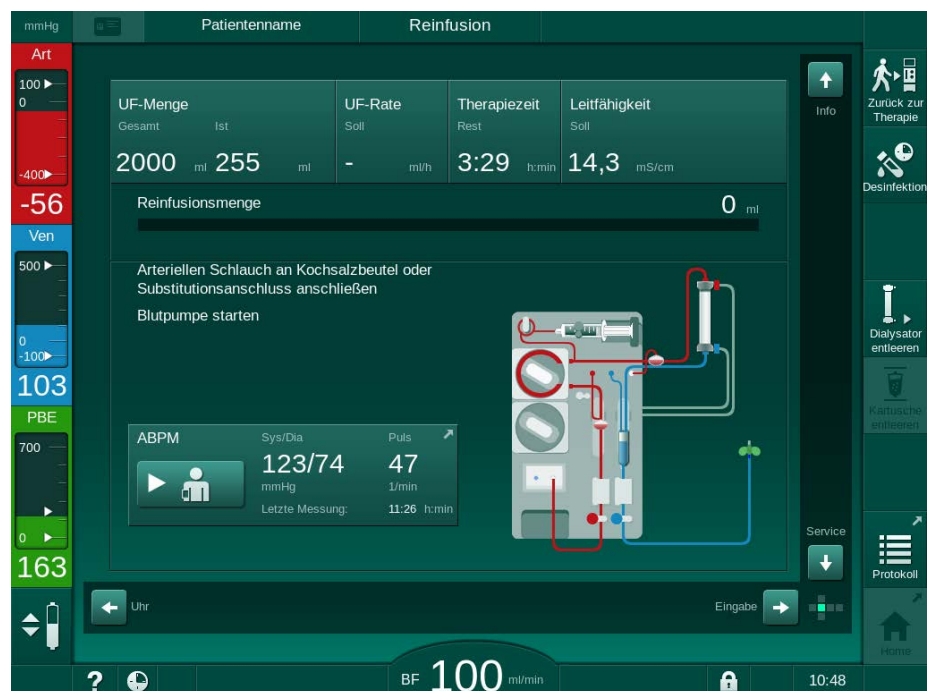 mmHg
Patientenname
Reinfusion
Art
100
0
-400
-56
Ven
500
0
-100
103
PBE
700
0
163
UF-Menge
Gesamt Ist
2000 ml 255 ml
UF-Rate
Soll
- ml/h
Therapiezeit
Rest
3:29 h:min
Leitfähigkeit
Soll
14,3 mS/cm
Reinfusionsmenge 0 ml
Arteriellen Schlauch an Kochsalzbeutel oder
Substitutionsanschluss anschließen
Blutpumpe starten
ABPM Sys/Dia Puls
123/74 47
mmHg 1/min
Letzte Messung: 11:26 h:min
Info
Service
Uhr
Eingabe
Zurück zur
Therapie
Desinfektion
Dialysator
entleeren
Kartusche
entleeren
Protokoll
Home
? BF 100 ml/min 10:48